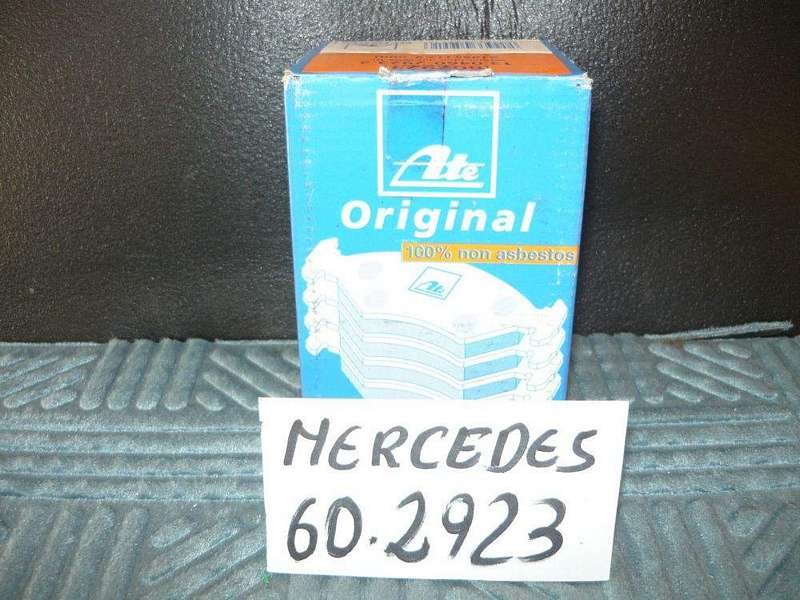 Ate
Original
100% non asbestos
Ate
MERCEDES
60.2923